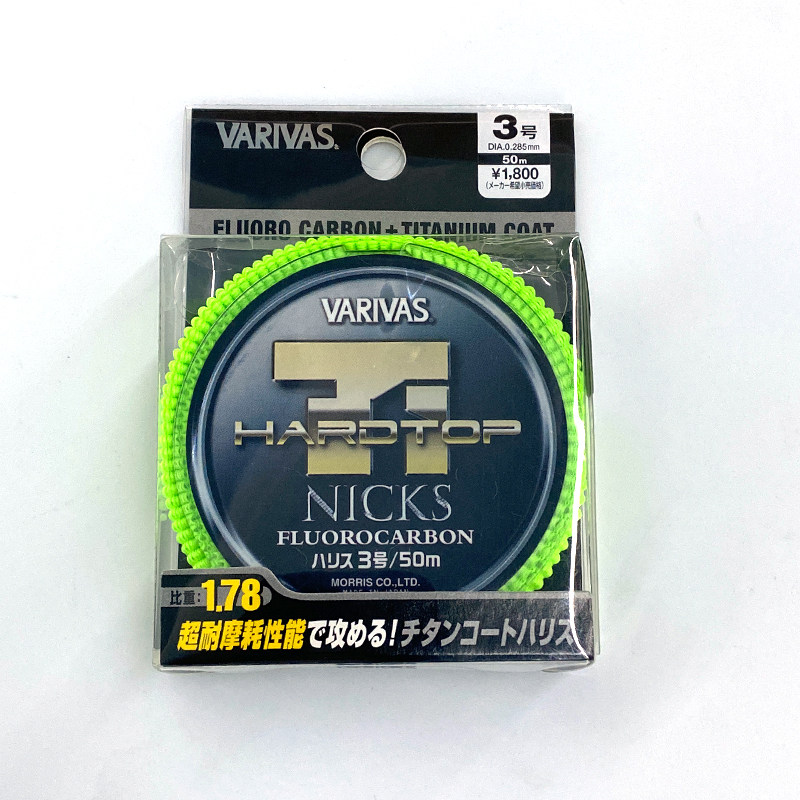 VARIVAS®
3号
DIA.0.285mm
50m
¥1,800
(メーカー希望小売価格)
FLUORO CARBON+TITANIUM COAT
VARIVAS®
Ti
HARDTOP
NICKS
FLUOROCARBON
ハリス 3号/50m
MORRIS CO.,LTD.
MADE IN JAPAN
比重:1.78
超耐摩耗性能で攻める!チタンコートハリス